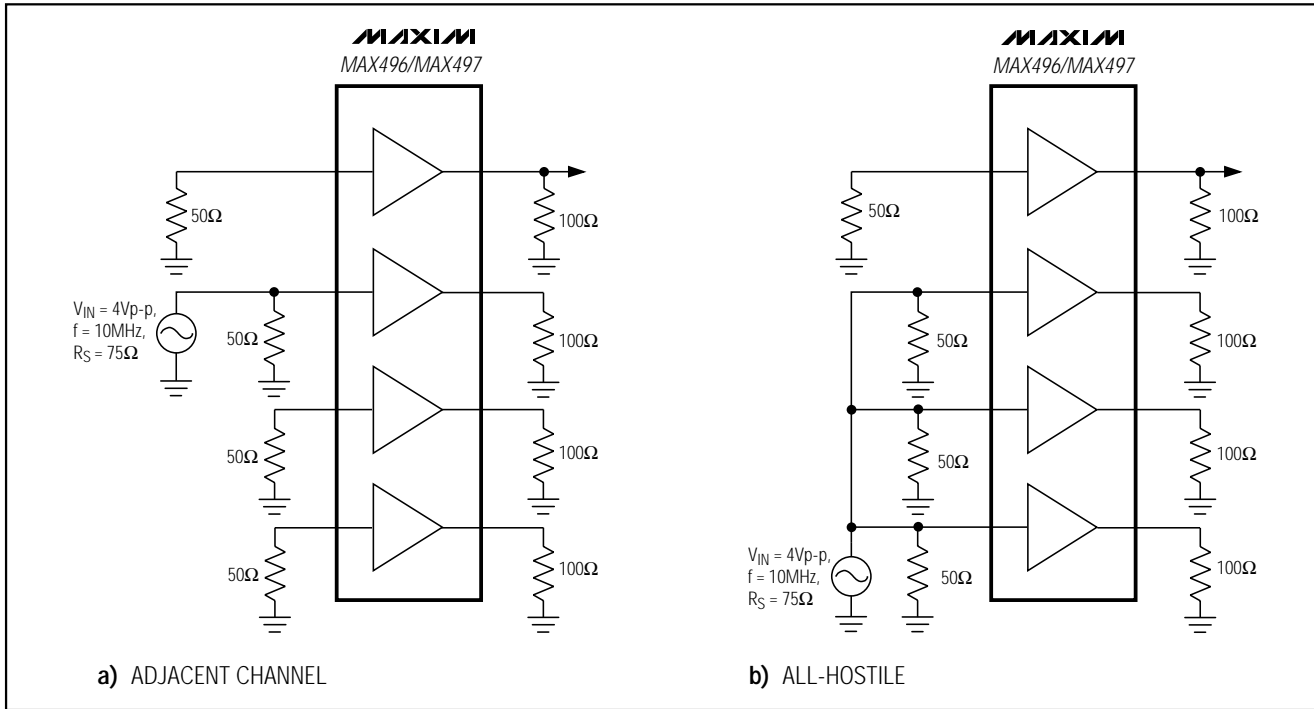 MAXIM
MAX496/MAX497
50Ω
100Ω
VIN = 4Vp-p,
f = 10MHz,
RS = 75Ω
50Ω
100Ω
50Ω
100Ω
50Ω
100Ω
a) ADJACENT CHANNEL
MAXIM
MAX496/MAX497
50Ω
100Ω
50Ω
100Ω
50Ω
100Ω
VIN = 4Vp-p,
f = 10MHz,
RS = 75Ω
50Ω
100Ω
b) ALL-HOSTILE